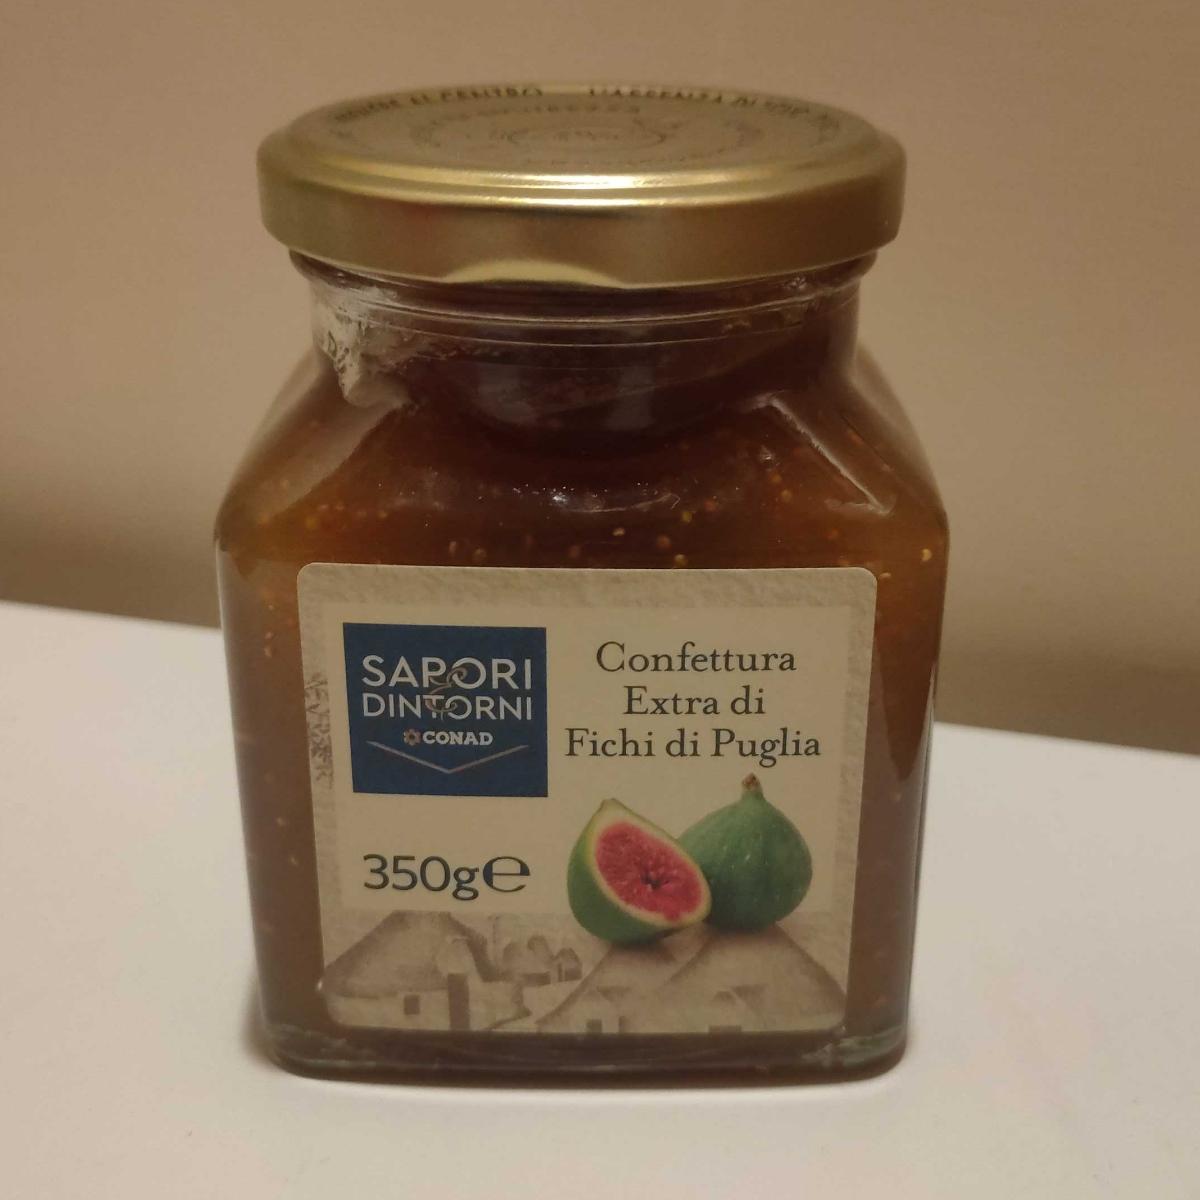 SAPORI
&
DINTORNI
CONAD
Confettura
Extra di
Fichi di Puglia
350g℮